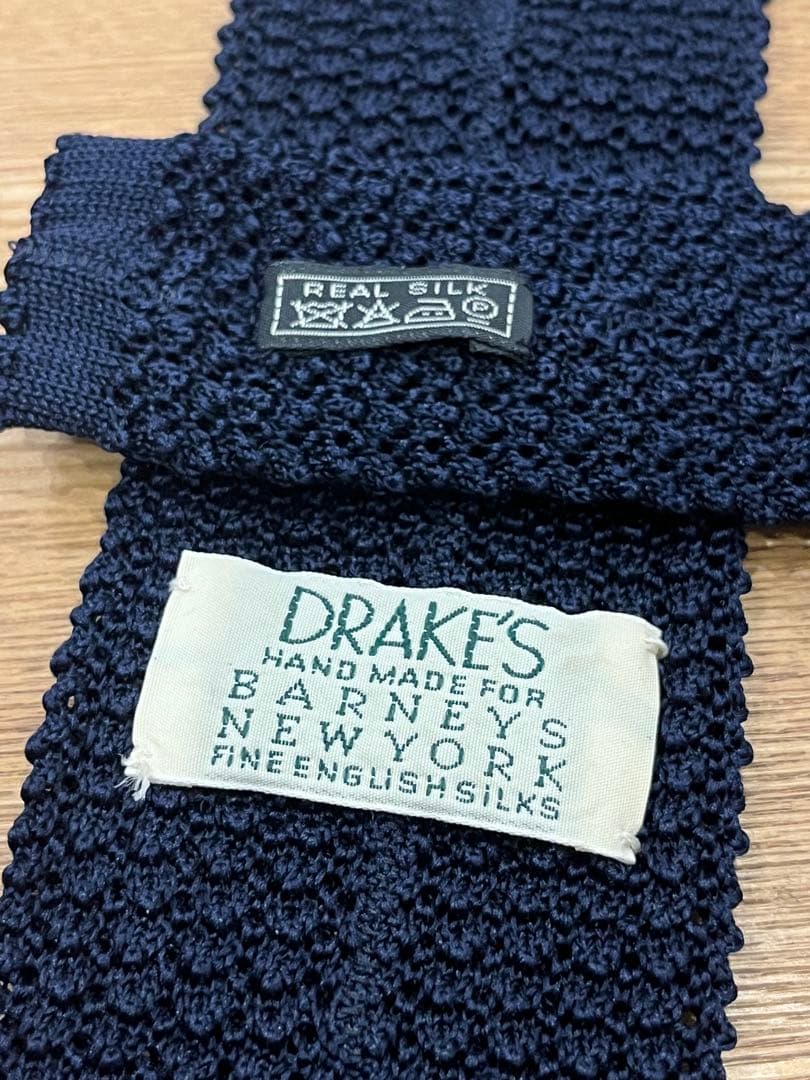 REAL SILK
P
DRAKE'S
HAND MADE FOR
BARNEYS
NEWYORK
FINE ENGLISH SILKS